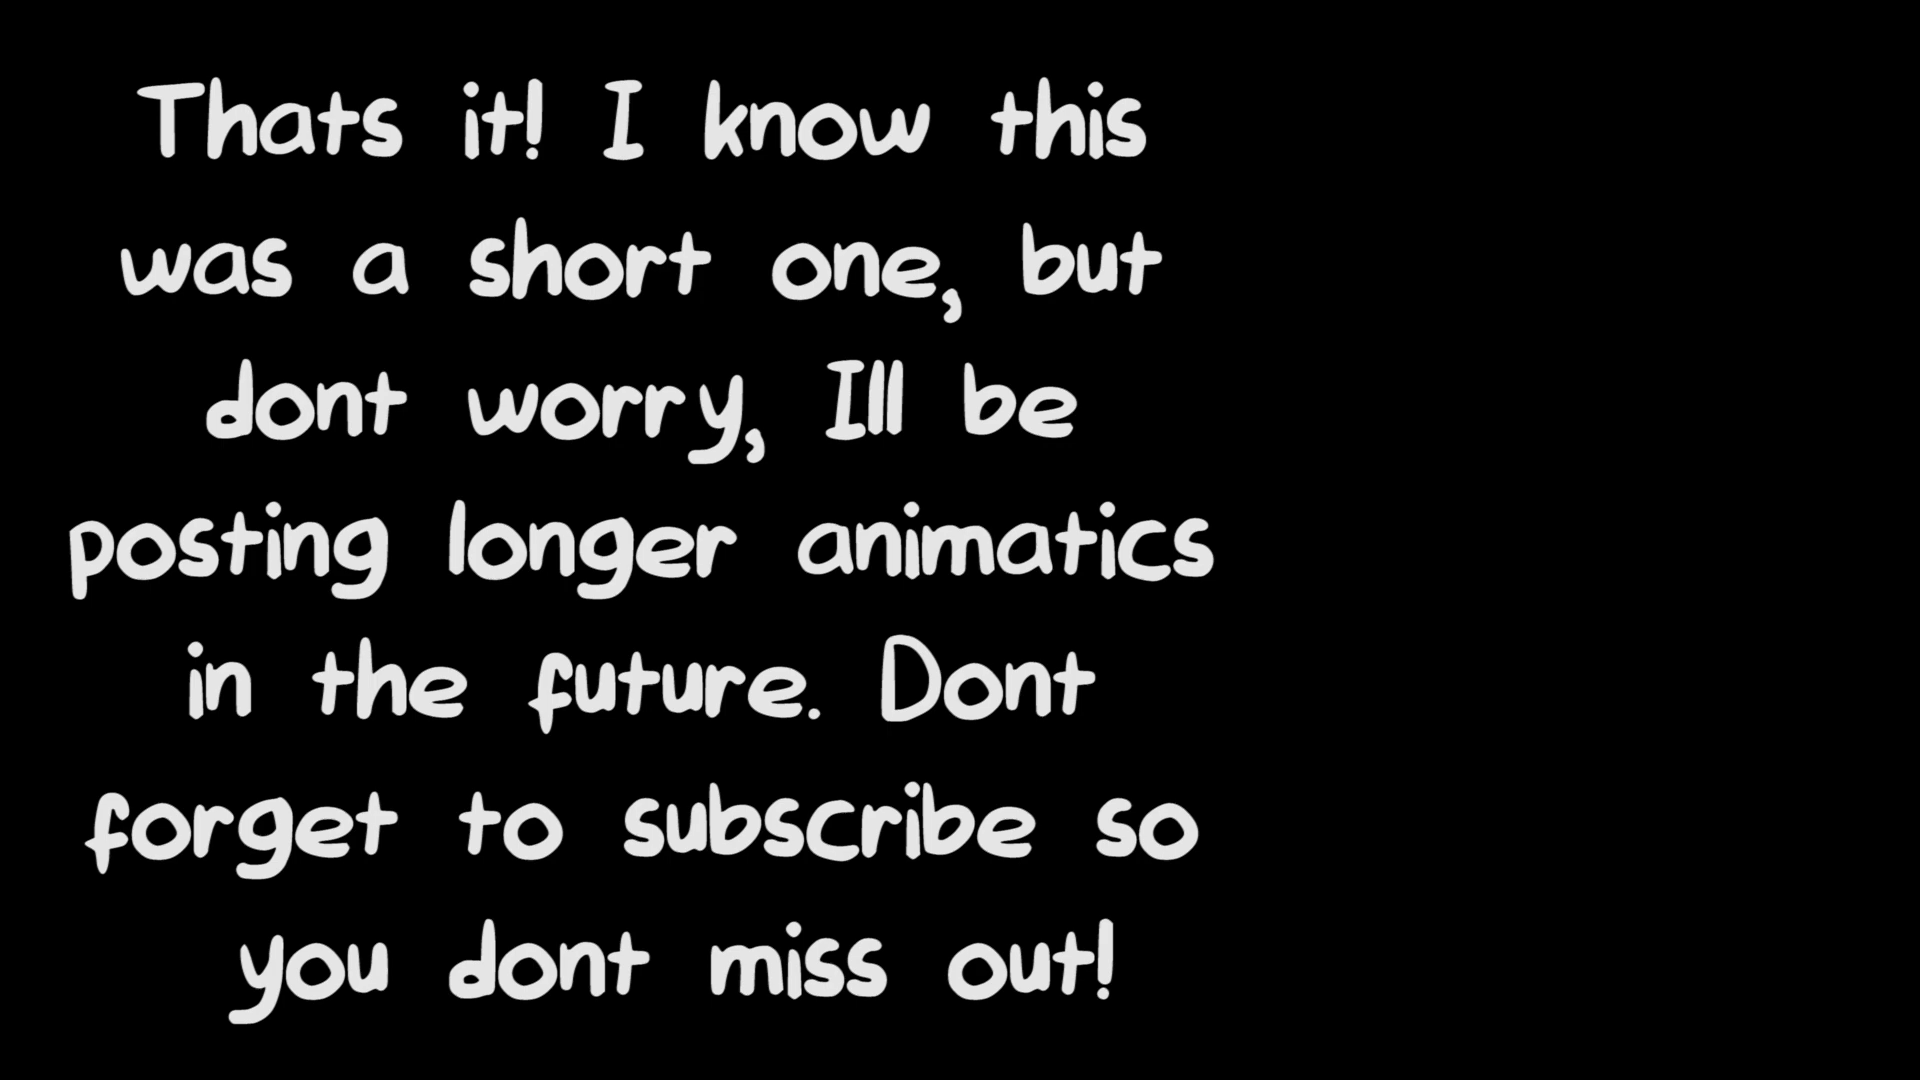 Thats it! I know this
was a short one, but
dont worry, Ill be
posting longer animatics
in the future. Dont
forget to subscribe so
you dont miss out!